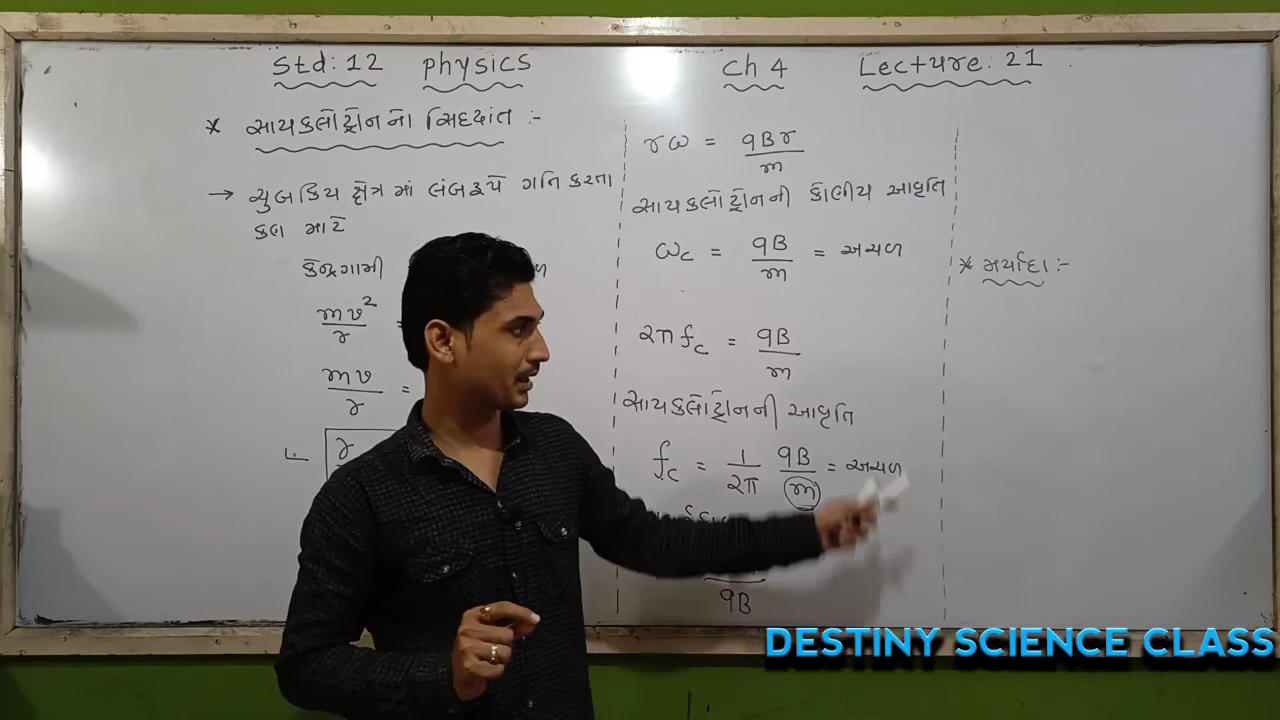 Std: 12 Physics Ch 4 Lecture: 21
* સાયકલોટ્રોન નો સિદ્ધાંત :-
→ ચુબકિય ક્ષેત્ર માં લંબરૂપે ગતિ કરતા
કણ માટે
કેન્દ્રગામી
mv²/r =
mv/r =
r
rω = qBr/m
સાયકલોટ્રોનની કોણીય આવૃતિ
ωc = qB/m = અચળ
2π fc = qB/m
સાયકલોટ્રોનની આવૃતિ
fc = 1/2π qB/m = અચળ
qB
* મર્યાદા :-
DESTINY SCIENCE CLASS